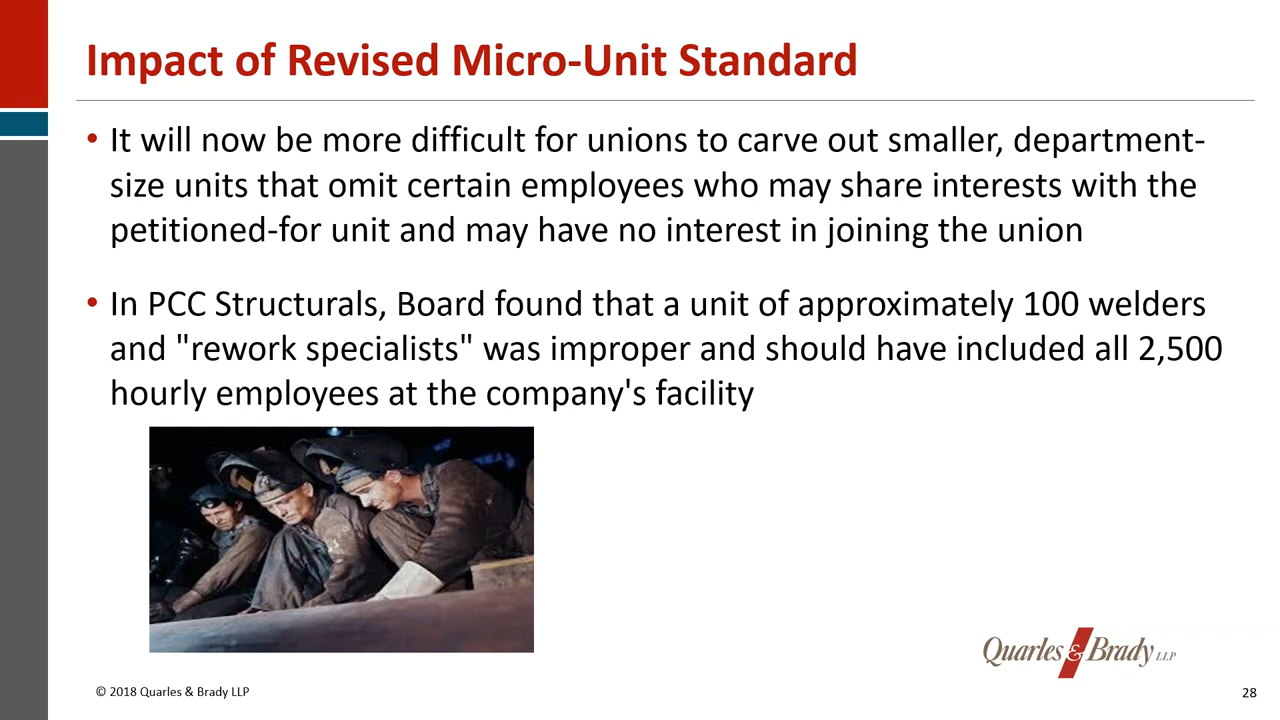 Impact of Revised Micro-Unit Standard
• It will now be more difficult for unions to carve out smaller, department-
size units that omit certain employees who may share interests with the
petitioned-for unit and may have no interest in joining the union
• In PCC Structurals, Board found that a unit of approximately 100 welders
and "rework specialists" was improper and should have included all 2,500
hourly employees at the company's facility
Quarles & Brady LLP
© 2018 Quarles & Brady LLP
28